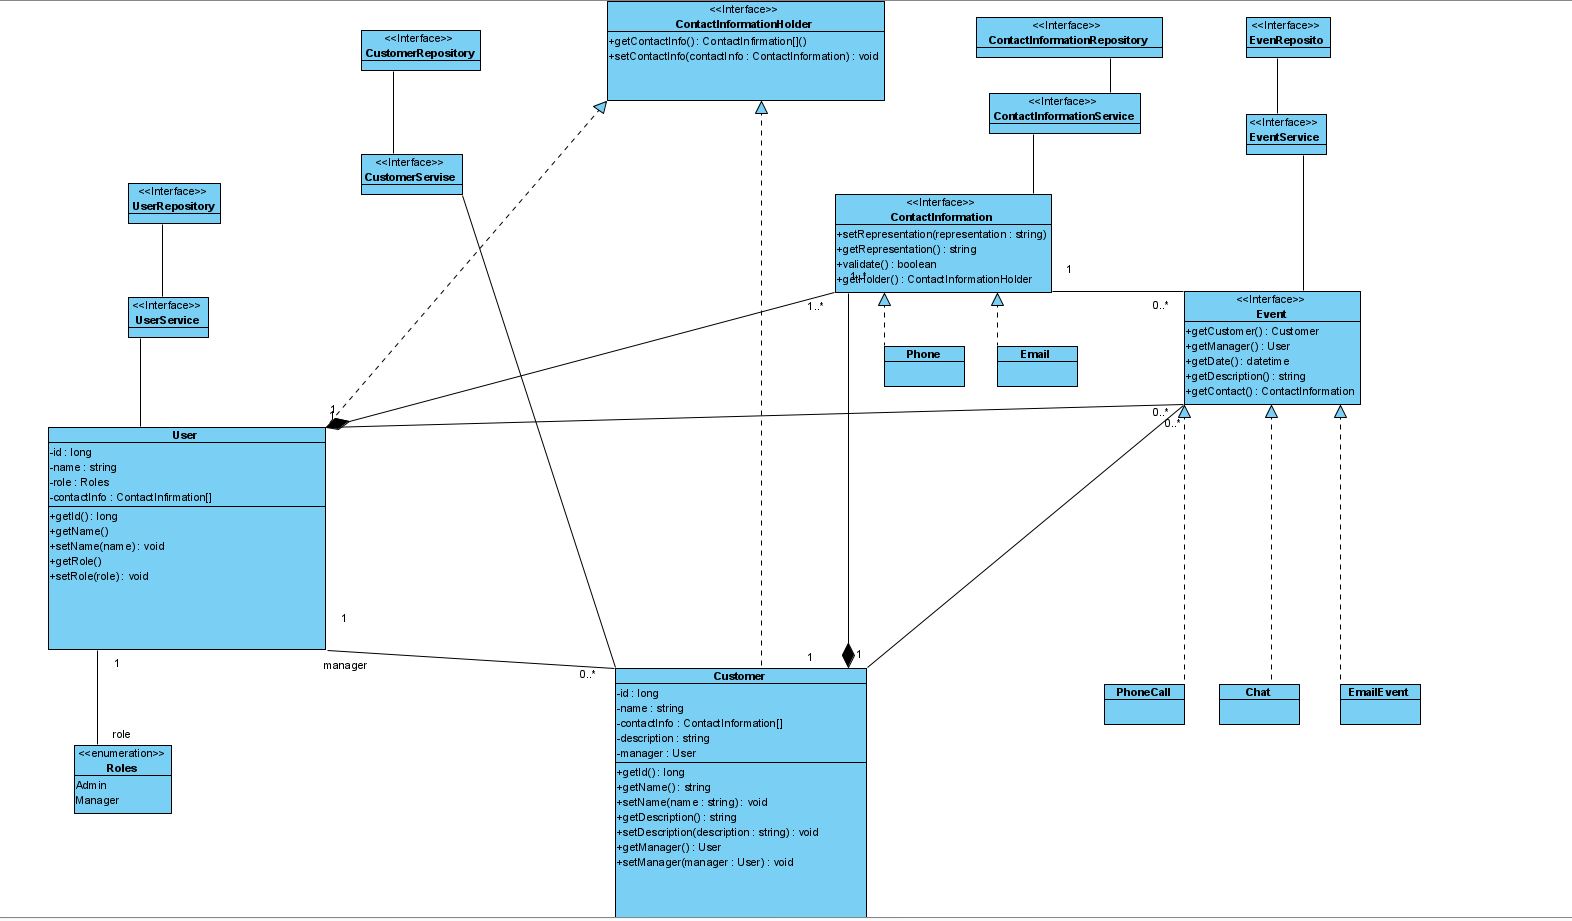 <<Interface>>
ContactInformationHolder
+getContactInfo() : ContactInfirmation[]()
+setContactInfo(contactInfo : ContactInformation) : void
<<Interface>>
CustomerRepository
<<Interface>>
ContactInformationRepository
<<Interface>>
EvenReposito
<<Interface>>
ContactInformationService
<<Interface>>
EventService
<<Interface>>
CustomerServise
<<Interface>>
UserRepository
<<Interface>>
ContactInformation
+setRepresentation(representation : string)
+getRepresentation() : string
+validate() : boolean
+getHolder() : ContactInformationHolder
1..*
1
1..*
0..*
<<Interface>>
UserService
<<Interface>>
Event
+getCustomer() : Customer
+getManager() : User
+getDate() : datetime
+getDescription() : string
+getContact() : ContactInformation
Phone
Email
1
0..*
0..*
User
-id : long
-name : string
-role : Roles
-contactInfo : ContactInfirmation[]
+getId() : long
+getName()
+setName(name) : void
+getRole()
+setRole(role) : void
1
manager
0..*
1
1
1
role
<<enumeration>>
Roles
Admin
Manager
Customer
-id : long
-name : string
-contactInfo : ContactInformation[]
-description : string
-manager : User
+getId() : long
+getName() : string
+setName(name : string) : void
+getDescription() : string
+setDescription(description : string) : void
+getManager() : User
+setManager(manager : User) : void
PhoneCall
Chat
EmailEvent